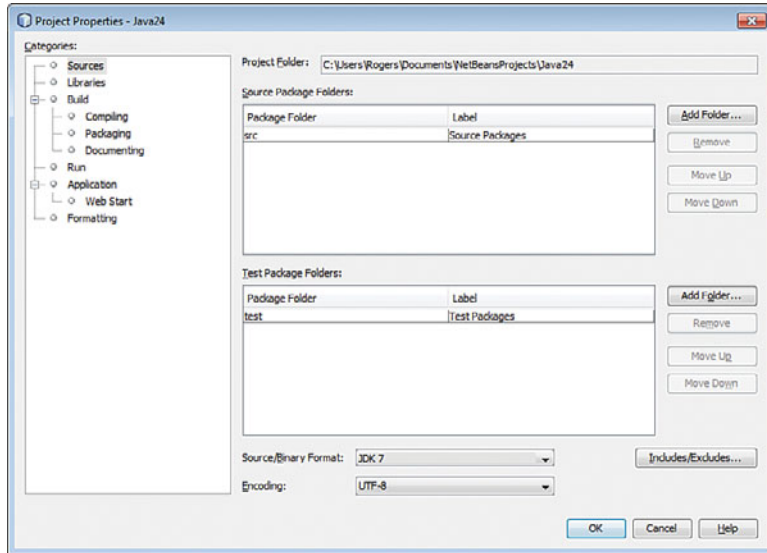 Project Properties - Java24
Categories:
Sources
Libraries
Build
Compiling
Packaging
Documenting
Run
Application
Web Start
Formatting
Project Folder: C:\Users\Rogers\Documents\NetBeansProjects\Java24
Source Package Folders:
Package Folder Label
src Source Packages
Add Folder...
Remove
Move Up
Move Down
Test Package Folders:
Package Folder Label
test Test Packages
Add Folder...
Remove
Move Up
Move Down
Source/Binary Format: JDK 7
Includes/Excludes...
Encoding: UTF-8
OK Cancel Help